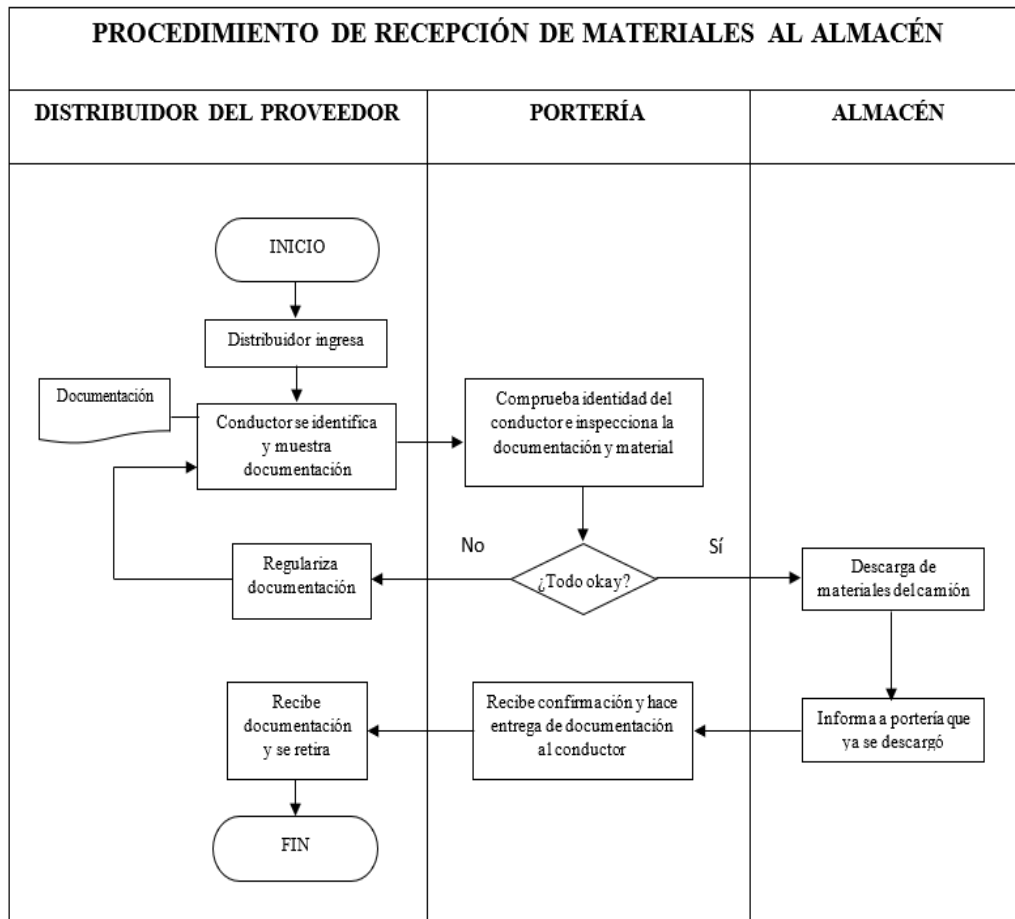 PROCEDIMIENTO DE RECEPCIÓN DE MATERIALES AL ALMACÉN
DISTRIBUIDOR DEL PROVEEDOR
PORTERÍA
ALMACÉN
INICIO
Distribuidor ingresa
Documentación
Conductor se identifica
y muestra
documentación
Comprueba identidad del
conductor e inspecciona la
documentación y material
No
¿Todo okay?
Sí
Regulariza
documentación
Descarga de
materiales del camión
Informa a portería que
ya se descargó
Recibe confirmación y hace
entrega de documentación
al conductor
Recibe
documentación
y se retira
FIN